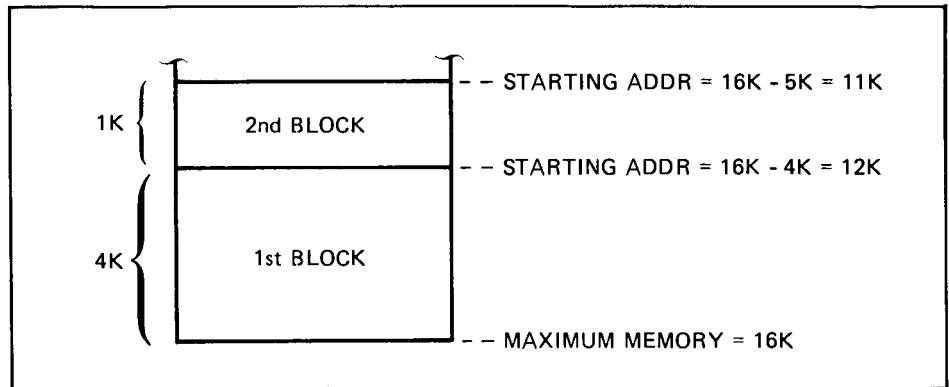 - - STARTING ADDR = 16K - 5K = 11K
1K
2nd BLOCK
- - STARTING ADDR = 16K - 4K = 12K
4K
1st BLOCK
- - MAXIMUM MEMORY = 16K